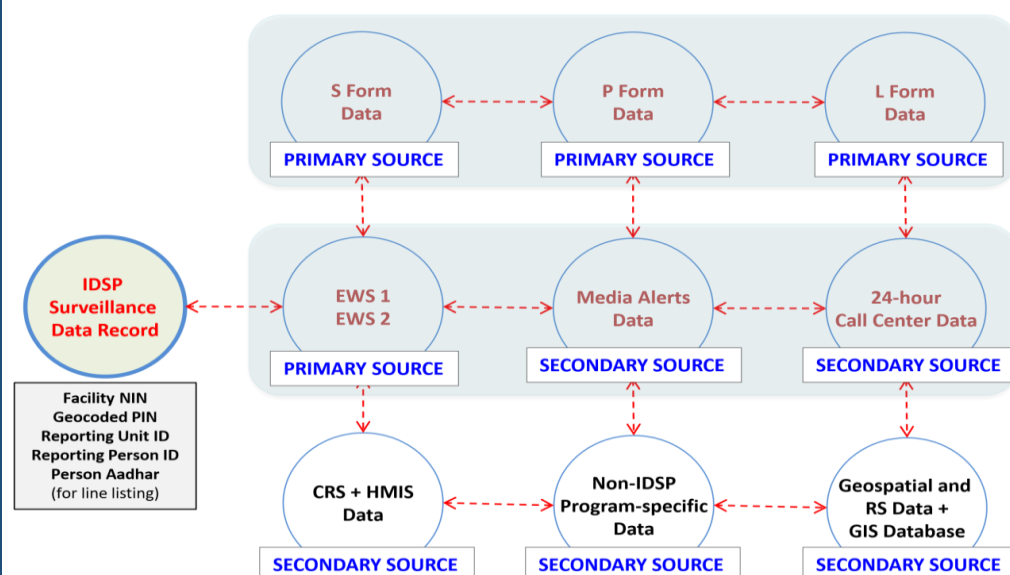 S Form
Data
PRIMARY SOURCE
P Form
Data
PRIMARY SOURCE
L Form
Data
PRIMARY SOURCE
IDSP
Surveillance
Data Record
EWS 1
EWS 2
PRIMARY SOURCE
Media Alerts
Data
SECONDARY SOURCE
24-hour
Call Center Data
SECONDARY SOURCE
Facility NIN
Geocoded PIN
Reporting Unit ID
Reporting Person ID
Person Aadhar
(for line listing)
CRS + HMIS
Data
SECONDARY SOURCE
Non-IDSP
Program-specific
Data
SECONDARY SOURCE
Geospatial and
RS Data +
GIS Database
SECONDARY SOURCE